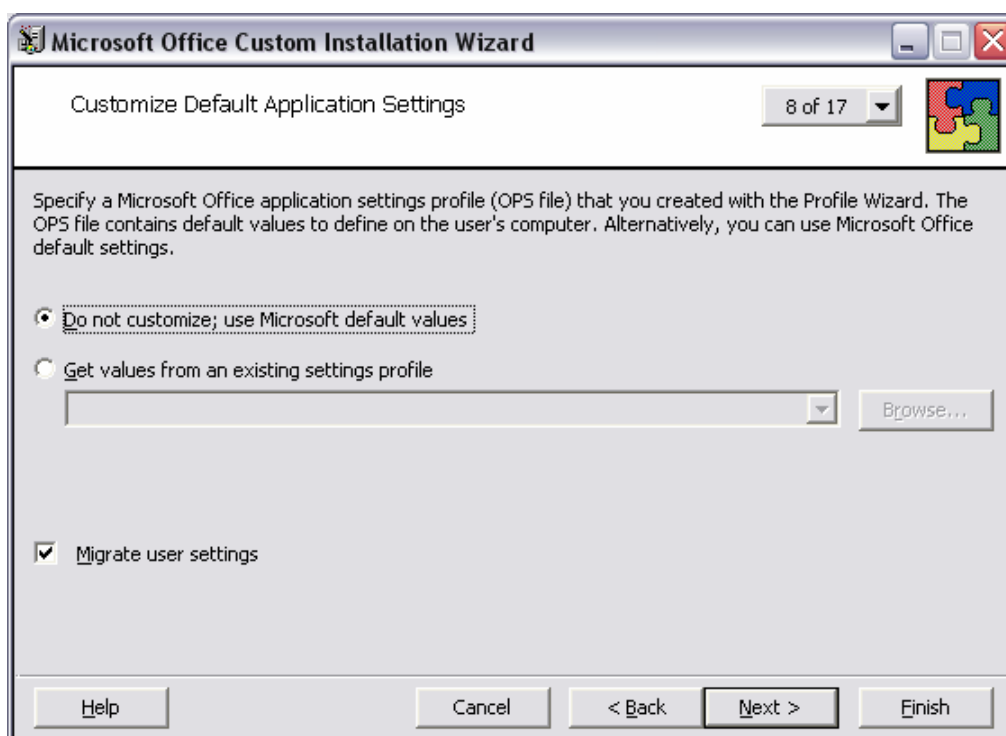 Microsoft Office Custom Installation Wizard
Customize Default Application Settings
8 of 17
Specify a Microsoft Office application settings profile (OPS file) that you created with the Profile Wizard. The
OPS file contains default values to define on the user's computer. Alternatively, you can use Microsoft Office
default settings.
Do not customize; use Microsoft default values
Get values from an existing settings profile
Browse...
Migrate user settings
Help
Cancel
< Back
Next >
Finish